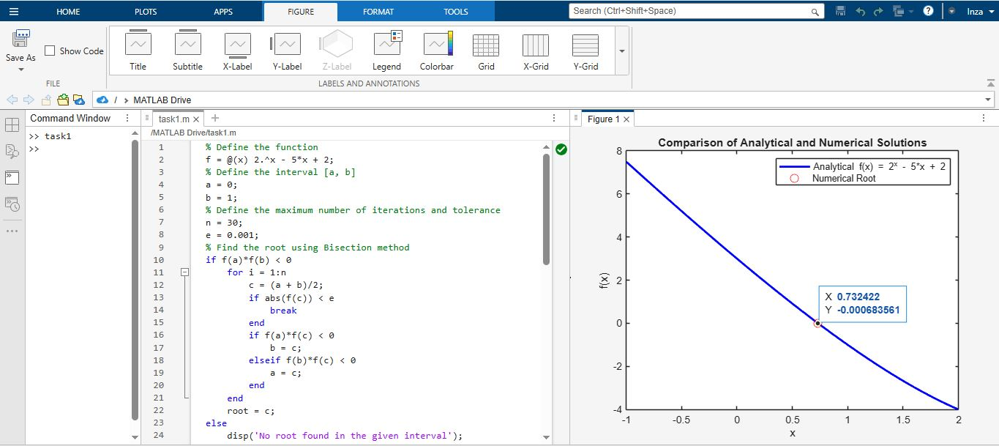 HOME PLOTS APPS FIGURE FORMAT TOOLS Search (Ctrl+Shift+Space) ? Inza
Save As
Show Code
Title Subtitle X-Label Y-Label Z-Label Legend Colorbar Grid X-Grid Y-Grid
FILE LABELS AND ANNOTATIONS
/ > MATLAB Drive
Command Window
>> task1
>>
task1.m × +
/MATLAB Drive/task1.m
1 % Define the function
2 f = @(x) 2.^x - 5*x + 2;
3 % Define the interval [a, b]
4 a = 0;
5 b = 1;
6 % Define the maximum number of iterations and tolerance
7 n = 30;
8 e = 0.001;
9 % Find the root using Bisection method
10 if f(a)*f(b) < 0
11 for i = 1:n
12 c = (a + b)/2;
13 if abs(f(c)) < e
14 break
15 end
16 if f(a)*f(c) < 0
17 b = c;
18 elseif f(b)*f(c) < 0
19 a = c;
20 end
21 end
22 root = c;
23 else
24 disp('No root found in the given interval');
Figure 1 ×
Comparison of Analytical and Numerical Solutions
Analytical f(x) = 2ˣ - 5*x + 2
Numerical Root
8
6
4
2
0
-2
-4
f(x)
X 0.732422
Y -0.000683561
-1 -0.5 0 0.5 1 1.5 2
x